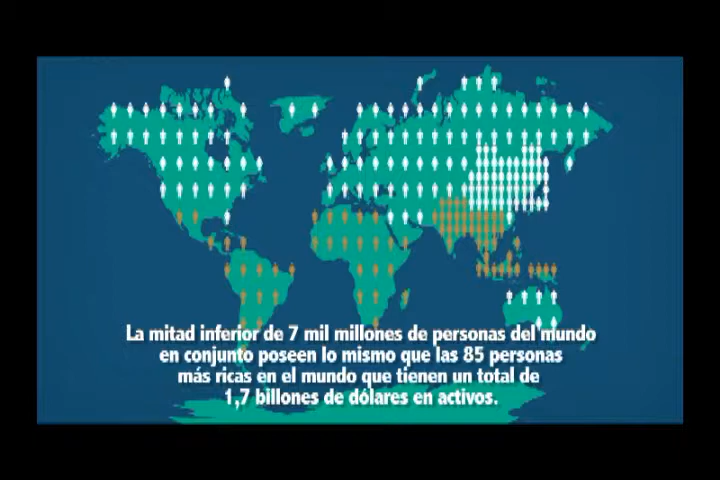 La mitad inferior de 7 mil millones de personas del mundo
en conjunto poseen lo mismo que las 85 personas
más ricas en el mundo que tienen un total de
1,7 billones de dólares en activos.